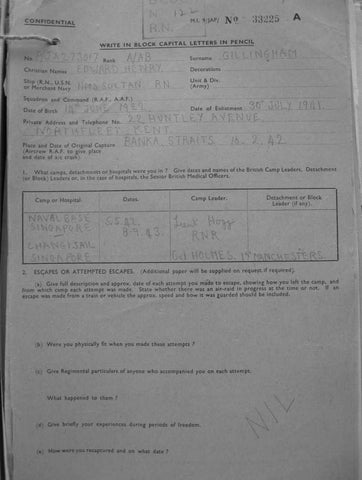 CONFIDENTIAL
N 12
R.N.
M.I. 9/JAP/ No 33225 A
WRITE IN BLOCK CAPITAL LETTERS IN PENCIL
No. Rank A/AB Surname GILLINGHAM
Christian Names EDWARD HENRY Decorations
Ship (R.N., U.S.N. or Merchant Navy) HMS SULTAN RN Unit & Div. (Army)
Squadron and Command (R.A.F., A.A.F.)
Date of Birth JUNE Date of Enlistment 30 JULY 1941.
Private Address and Telephone No. 22 HUNTLEY AVENUE,
NORTHFLEET KENT
Place and Date of Original Capture BANKA STRAITS 16.2.42
(Aircrew R.A.F. to give place and date of a/c crash).
1. What camps, detachments or hospitals were you in? Give dates and names of the British Camp Leaders, Detachment
(or Block) Leaders or, in case of hospitals, the Senior British Medical Officers.
Camp or Hospital. Dates. Camp Leader. Detachment or Block Leader (if any).
NAVAL BASE SINGAPORE 8.9.43. RNR
CHANGI JAIL SINGAPORE Col HOLMES, MANCHESTERS
2. ESCAPES OR ATTEMPTED ESCAPES. (Additional paper will be supplied on request if required).
(a) Give full description and approx. date of each attempt you made to escape, showing how you left the camp, and
from which camp each attempt was made. State whether there was an air-raid in progress at the time or not. If an
escape was made from a train or vehicle the approx. speed and how it was guarded should be included.
(b) Were you physically fit when you made these attempts?
(c) Give Regimental particulars of anyone who accompanied you on each attempt.
What happened to them?
NIL
(d) Give briefly your experiences during periods of freedom.
(e) How were you recaptured and on what date?